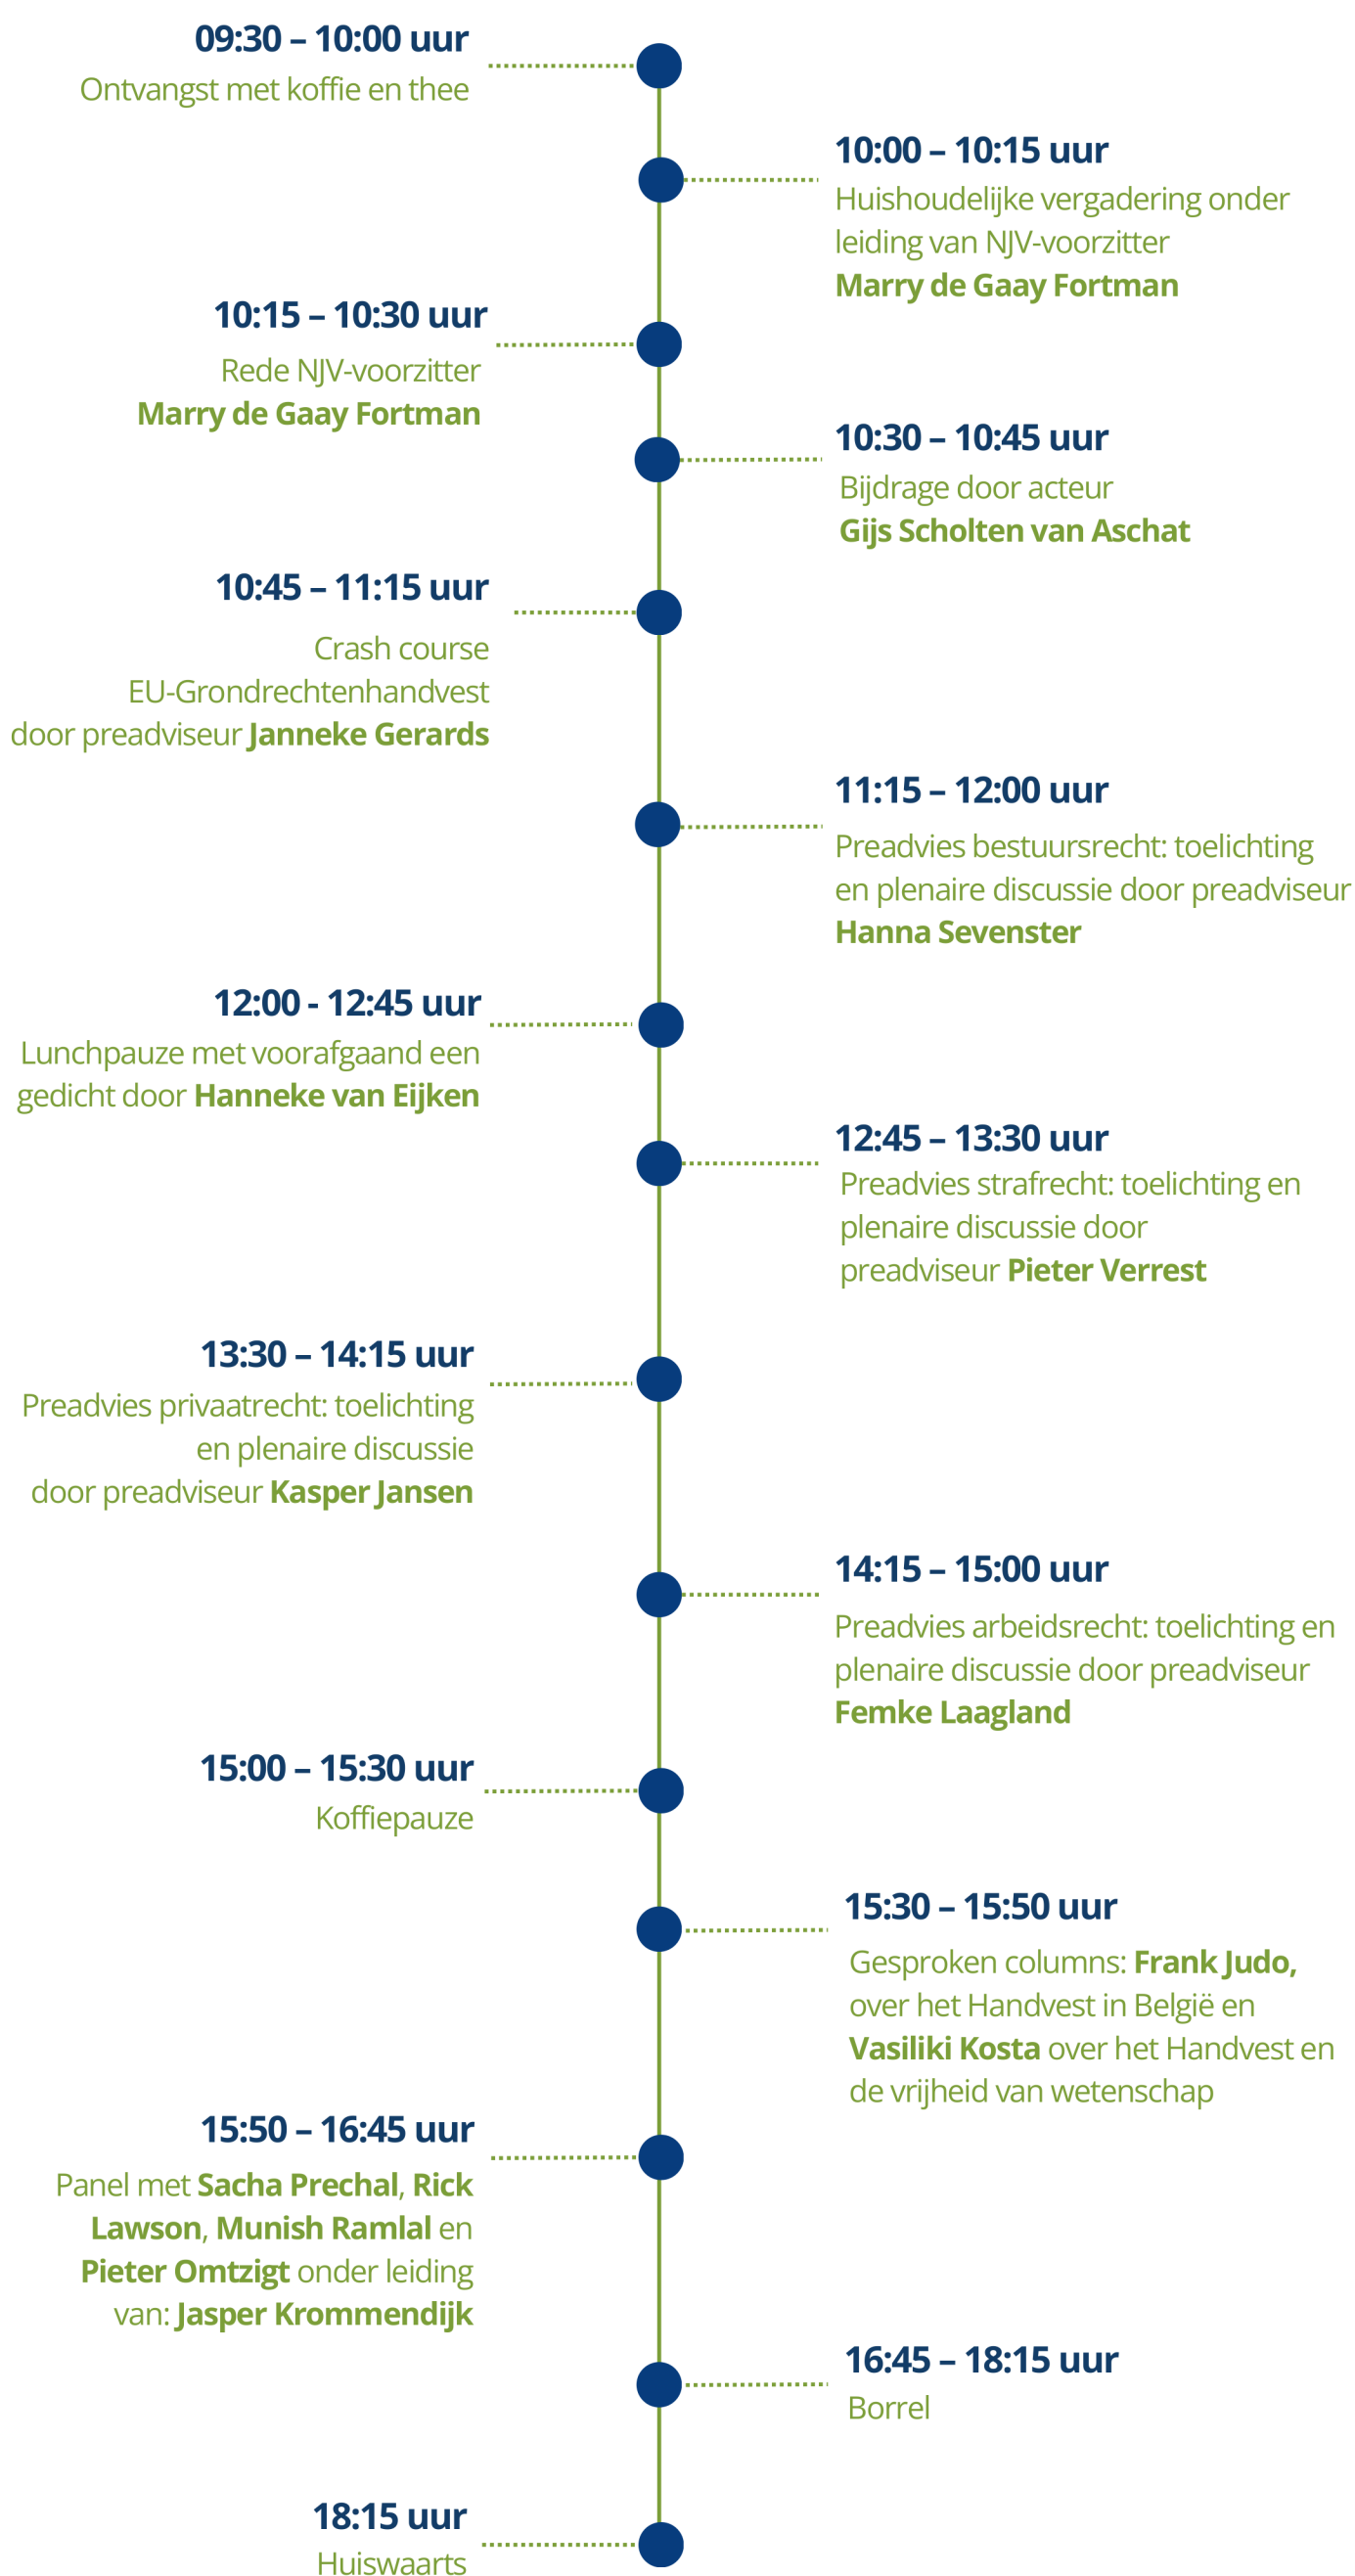 09:30 – 10:00 uur
Ontvangst met koffie en thee
10:00 – 10:15 uur
Huishoudelijke vergadering onder
leiding van NJV-voorzitter
Marry de Gaay Fortman
10:15 – 10:30 uur
Rede NJV-voorzitter
Marry de Gaay Fortman
10:30 – 10:45 uur
Bijdrage door acteur
Gijs Scholten van Aschat
10:45 – 11:15 uur
Crash course
EU-Grondrechtenhandvest
door preadviseur Janneke Gerards
11:15 – 12:00 uur
Preadvies bestuursrecht: toelichting
en plenaire discussie door preadviseur
Hanna Sevenster
12:00 - 12:45 uur
Lunchpauze met voorafgaand een
gedicht door Hanneke van Eijken
12:45 – 13:30 uur
Preadvies strafrecht: toelichting en
plenaire discussie door
preadviseur Pieter Verrest
13:30 – 14:15 uur
Preadvies privaatrecht: toelichting
en plenaire discussie
door preadviseur Kasper Jansen
14:15 – 15:00 uur
Preadvies arbeidsrecht: toelichting en
plenaire discussie door preadviseur
Femke Laagland
15:00 – 15:30 uur
Koffiepauze
15:30 – 15:50 uur
Gesproken columns: Frank Judo,
over het Handvest in België en
Vasiliki Kosta over het Handvest en
de vrijheid van wetenschap
15:50 – 16:45 uur
Panel met Sacha Prechal, Rick
Lawson, Munish Ramlal en
Pieter Omtzigt onder leiding
van: Jasper Krommendijk
16:45 – 18:15 uur
Borrel
18:15 uur
Huiswaarts